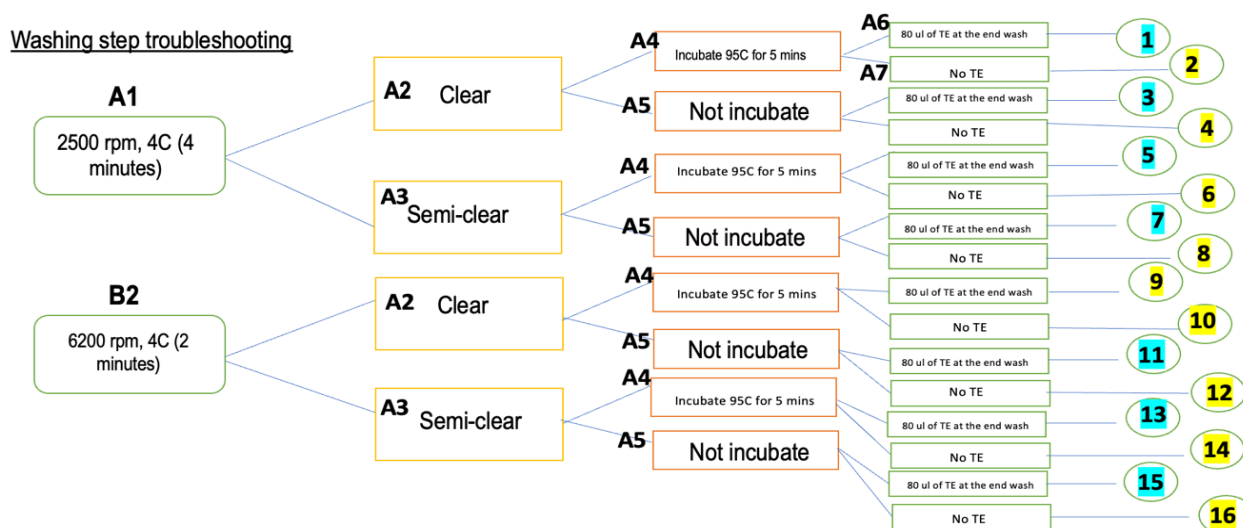 Washing step troubleshooting
A1
2500 rpm, 4C (4
minutes)
A2
Clear
A4
Incubate 95C for 5 mins
A6
80 ul of TE at the end wash
1
A7
No TE
2
A5
Not incubate
80 ul of TE at the end wash
3
No TE
4
A3
Semi-clear
A4
Incubate 95C for 5 mins
80 ul of TE at the end wash
5
No TE
6
A5
Not incubate
80 ul of TE at the end wash
7
No TE
8
B2
6200 rpm, 4C (2
minutes)
A2
Clear
A4
Incubate 95C for 5 mins
80 ul of TE at the end wash
9
No TE
10
A5
Not incubate
80 ul of TE at the end wash
11
No TE
12
A3
Semi-clear
A4
Incubate 95C for 5 mins
80 ul of TE at the end wash
13
No TE
14
A5
Not incubate
80 ul of TE at the end wash
15
No TE
16